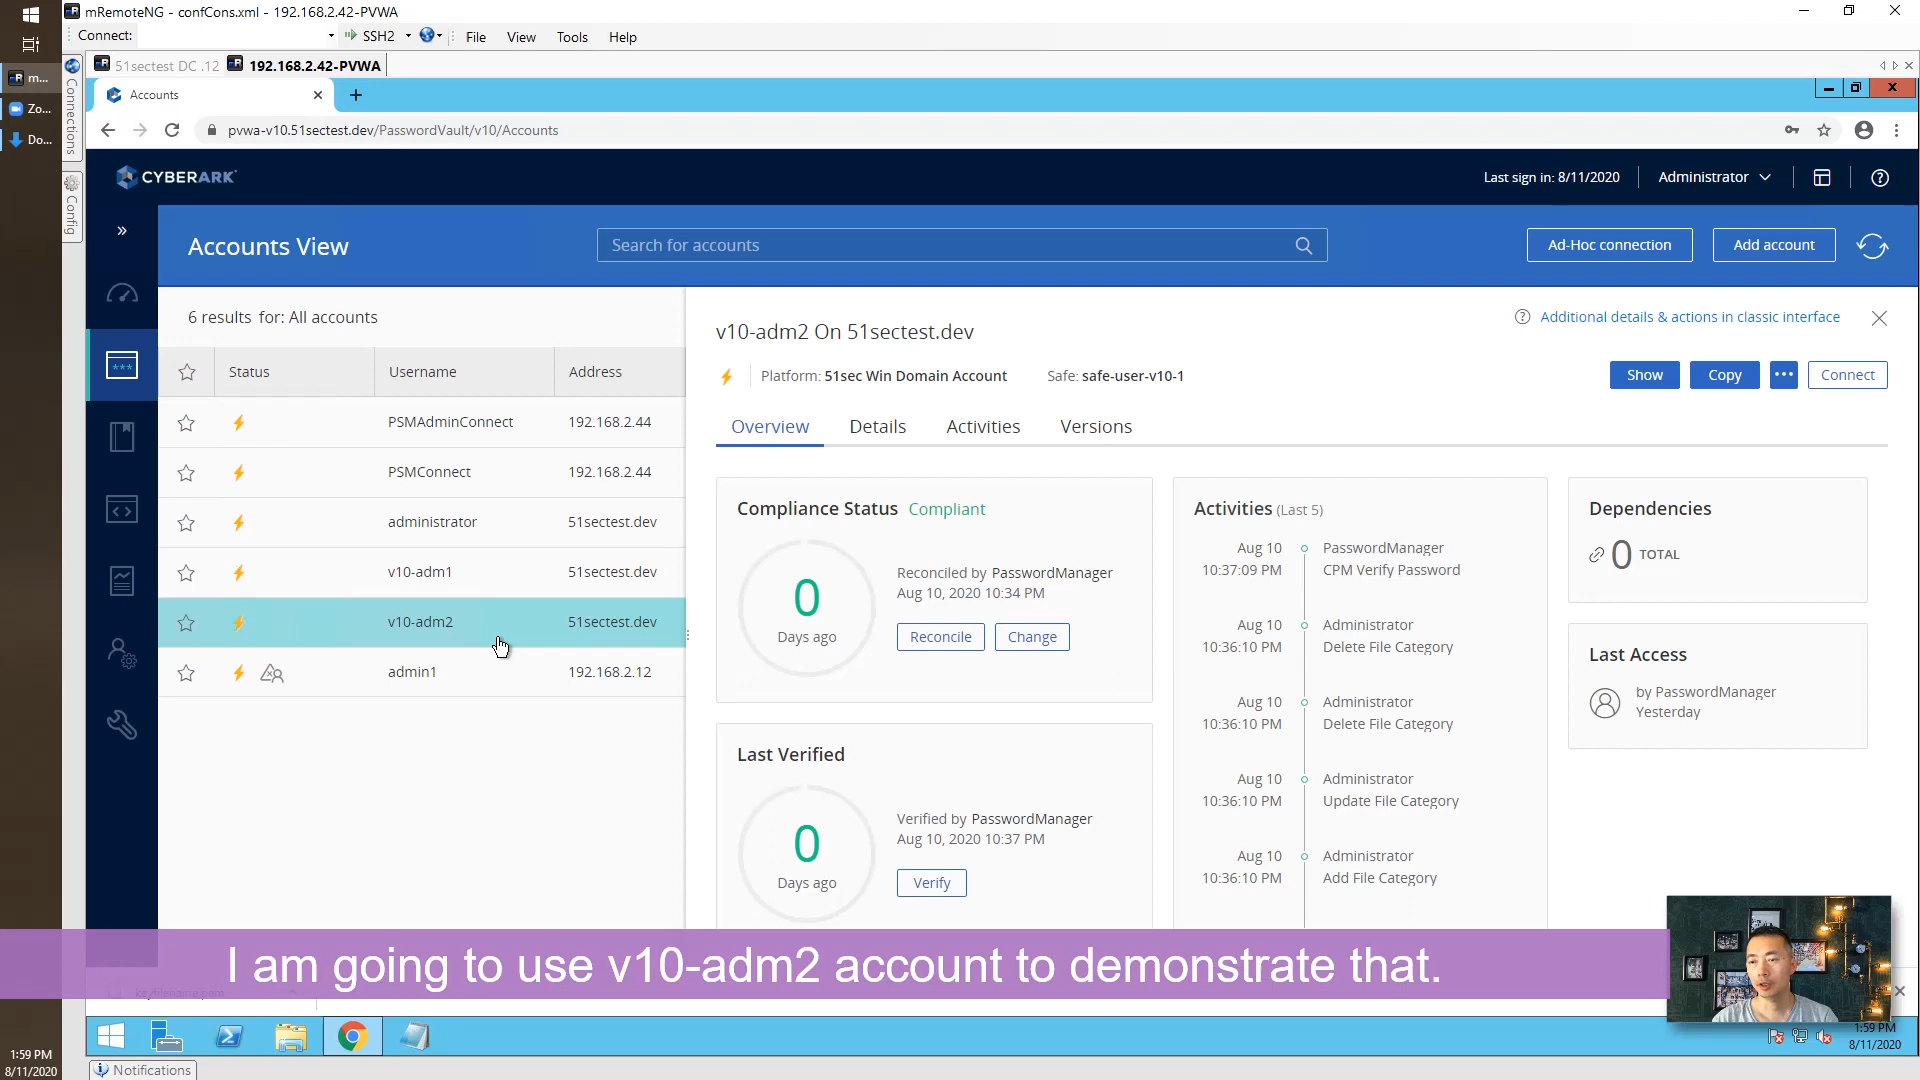 mRemoteNG - confCons.xml - 192.168.2.42-PVWA
Connect:
SSH2
File
View
Tools
Help
m...
Zo...
Do...
Connections
Config
51sectest DC .12
192.168.2.42-PVWA
Accounts
pvwa-v10.51sectest.dev/PasswordVault/v10/Accounts
CYBERARK
Last sign in: 8/11/2020
Administrator
Accounts View
Search for accounts
Ad-Hoc connection
Add account
6 results for: All accounts
Status
Username
Address
PSMAdminConnect
192.168.2.44
PSMConnect
192.168.2.44
administrator
51sectest.dev
v10-adm1
51sectest.dev
v10-adm2
51sectest.dev
admin1
192.168.2.12
v10-adm2 On 51sectest.dev
Additional details & actions in classic interface
Platform: 51sec Win Domain Account
Safe: safe-user-v10-1
Show
Copy
Connect
Overview
Details
Activities
Versions
Compliance Status Compliant
0
Days ago
Reconciled by PasswordManager
Aug 10, 2020 10:34 PM
Reconcile
Change
Last Verified
0
Days ago
Verified by PasswordManager
Aug 10, 2020 10:37 PM
Verify
Activities (Last 5)
Aug 10
10:37:09 PM
PasswordManager
CPM Verify Password
Aug 10
10:36:10 PM
Administrator
Delete File Category
Aug 10
10:36:10 PM
Administrator
Delete File Category
Aug 10
10:36:10 PM
Administrator
Update File Category
Aug 10
10:36:10 PM
Administrator
Add File Category
Dependencies
0 TOTAL
Last Access
by PasswordManager
Yesterday
I am going to use v10-adm2 account to demonstrate that.
1:59 PM
8/11/2020
1:59 PM
8/11/2020
Notifications